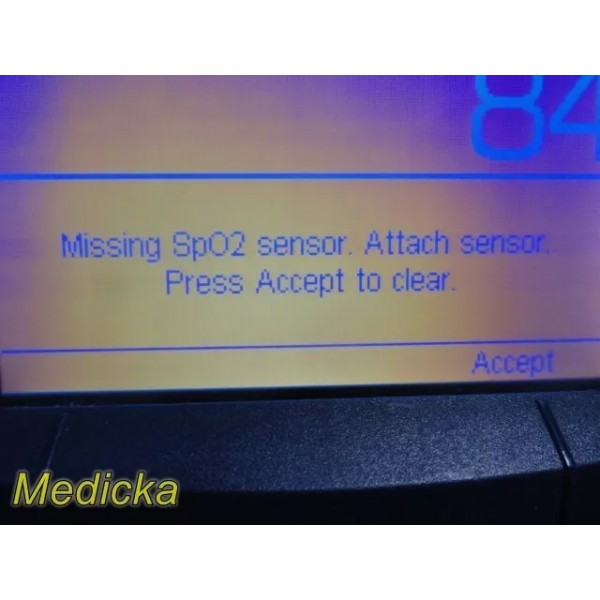 84
Missing SpO2 sensor. Attach sensor.
Press Accept to clear.
Accept
Medicka